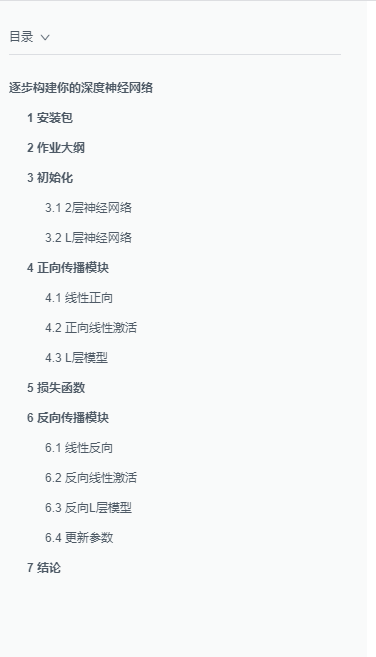 目录
逐步构建你的深度神经网络
1 安装包
2 作业大纲
3 初始化
3.1 2层神经网络
3.2 L层神经网络
4 正向传播模块
4.1 线性正向
4.2 正向线性激活
4.3 L层模型
5 损失函数
6 反向传播模块
6.1 线性反向
6.2 反向线性激活
6.3 反向L层模型
6.4 更新参数
7 结论